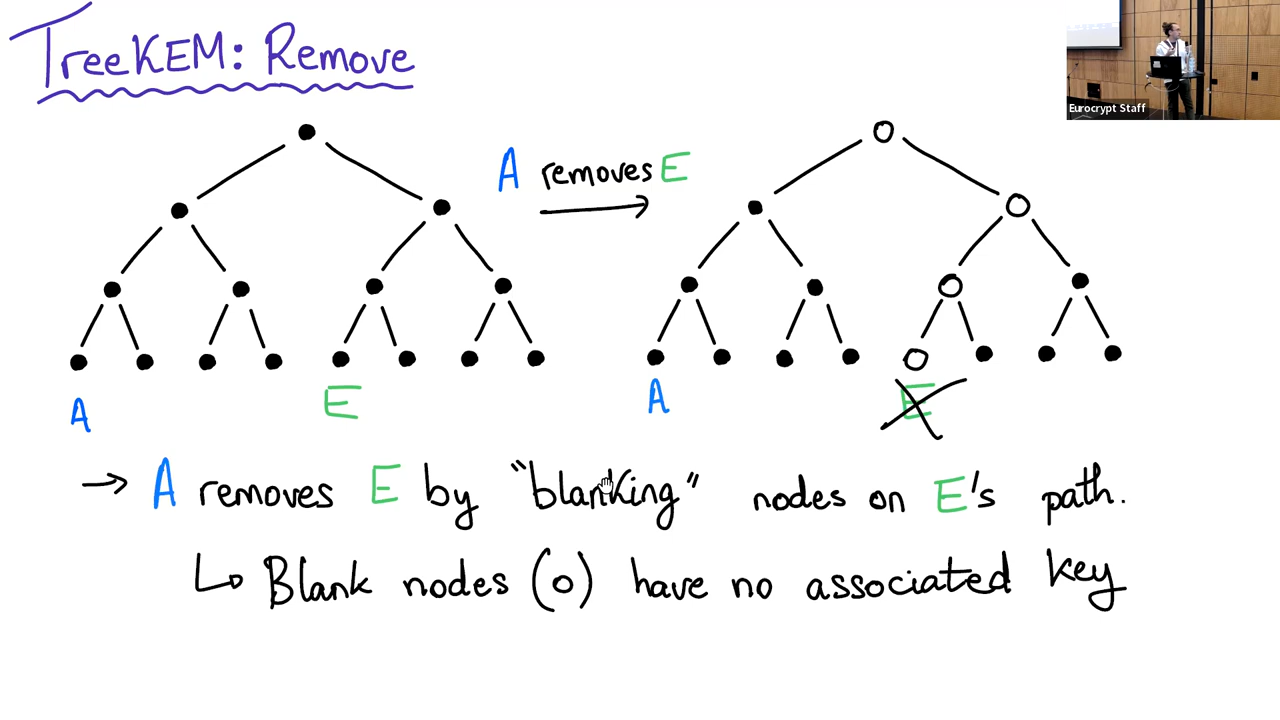 TreeKEM: Remove
Eurocrypt Staff
A removes E
A
E
A
E
→ A removes E by "blanking" nodes on E's path.
↳ Blank nodes (o) have no associated key